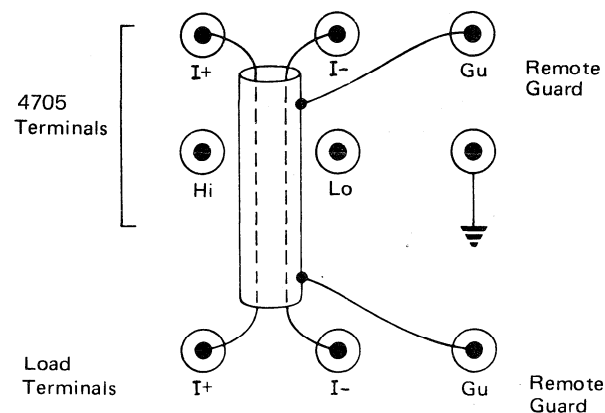 I+
I-
Gu
Remote
Guard
4705
Terminals
Hi
Lo
Load
Terminals
I+
I-
Gu
Remote
Guard